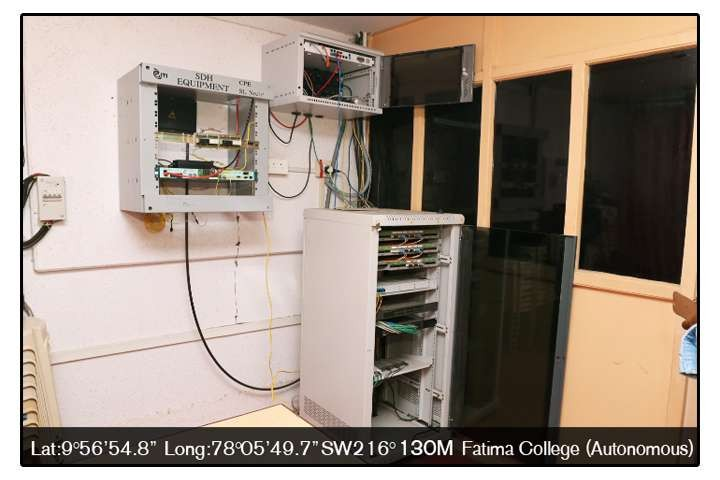 SDH
EQUIPMENT
CPE
Lat:9°56'54.8" Long:78°05'49.7"SW216° 130M Fatima College (Autonomous)